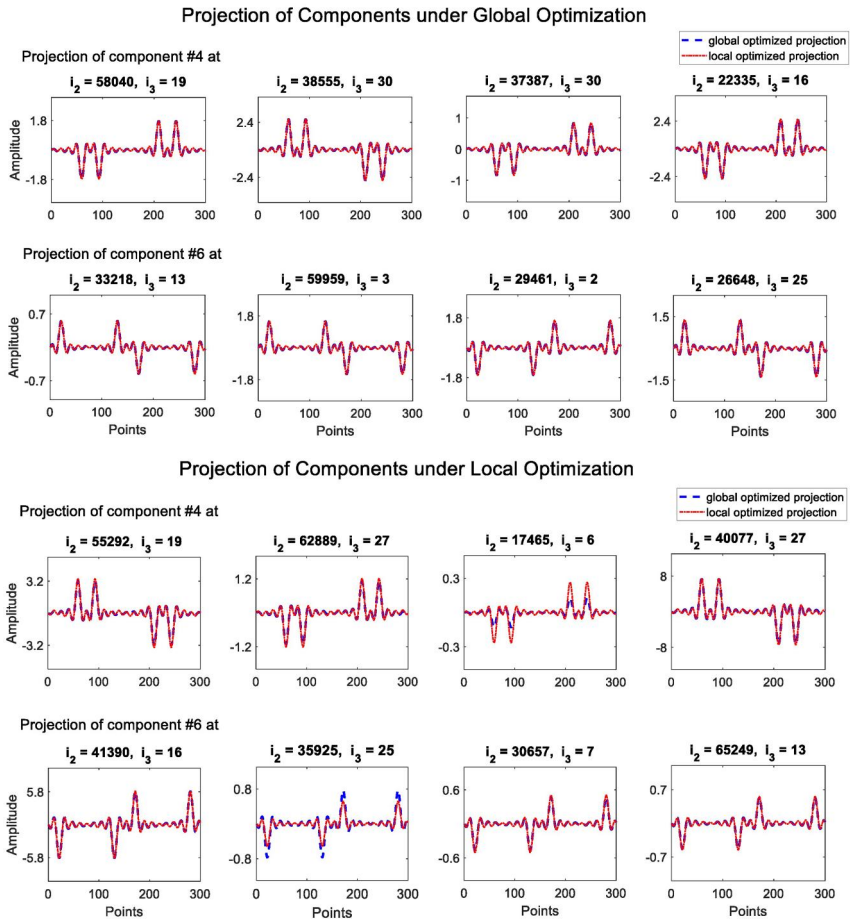 Projection of Components under Global Optimization
global optimized projection
local optimized projection
Projection of component #4 at
i2 = 58040, i3 = 19
i2 = 38555, i3 = 30
i2 = 37387, i3 = 30
i2 = 22335, i3 = 16
Amplitude
1.8
-1.8
0 100 200 300
2.4
-2.4
0 100 200 300
1
0
-1
0 100 200 300
2.4
-2.4
0 100 200 300
Projection of component #6 at
i2 = 33218, i3 = 13
i2 = 59959, i3 = 3
i2 = 29461, i3 = 2
i2 = 26648, i3 = 25
Amplitude
0.7
-0.7
0 100 200 300
Points
1.8
-1.8
0 100 200 300
Points
1.8
-1.8
0 100 200 300
Points
1.5
-1.5
0 100 200 300
Points
Projection of Components under Local Optimization
global optimized projection
local optimized projection
Projection of component #4 at
i2 = 55292, i3 = 19
i2 = 62889, i3 = 27
i2 = 17465, i3 = 6
i2 = 40077, i3 = 27
Amplitude
3.2
-3.2
0 100 200 300
1.2
-1.2
0 100 200 300
0.3
-0.3
0 100 200 300
8
-8
0 100 200 300
Projection of component #6 at
i2 = 41390, i3 = 16
i2 = 35925, i3 = 25
i2 = 30657, i3 = 7
i2 = 65249, i3 = 13
Amplitude
5.8
-5.8
0 100 200 300
Points
0.8
-0.8
0 100 200 300
Points
0.6
-0.6
0 100 200 300
Points
0.7
-0.7
0 100 200 300
Points